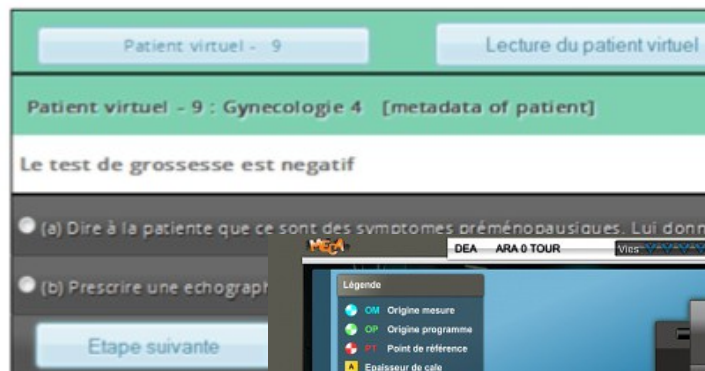 Patient virtuel - 9
Lecture du patient virtuel
Patient virtuel - 9 : Gynecologie 4 [metadata of patient]
Le test de grossesse est negatif
(a) Dire à la patiente que ce sont des symptomes préménopausiques. Lui donn
(b) Prescrire une echograph
Etape suivante
MECA
DEA ARA 0 TOUR
Vies
Légende
OM Origine mesure
OP Origine programme
PT Point de référence
A Epaisseur de cale